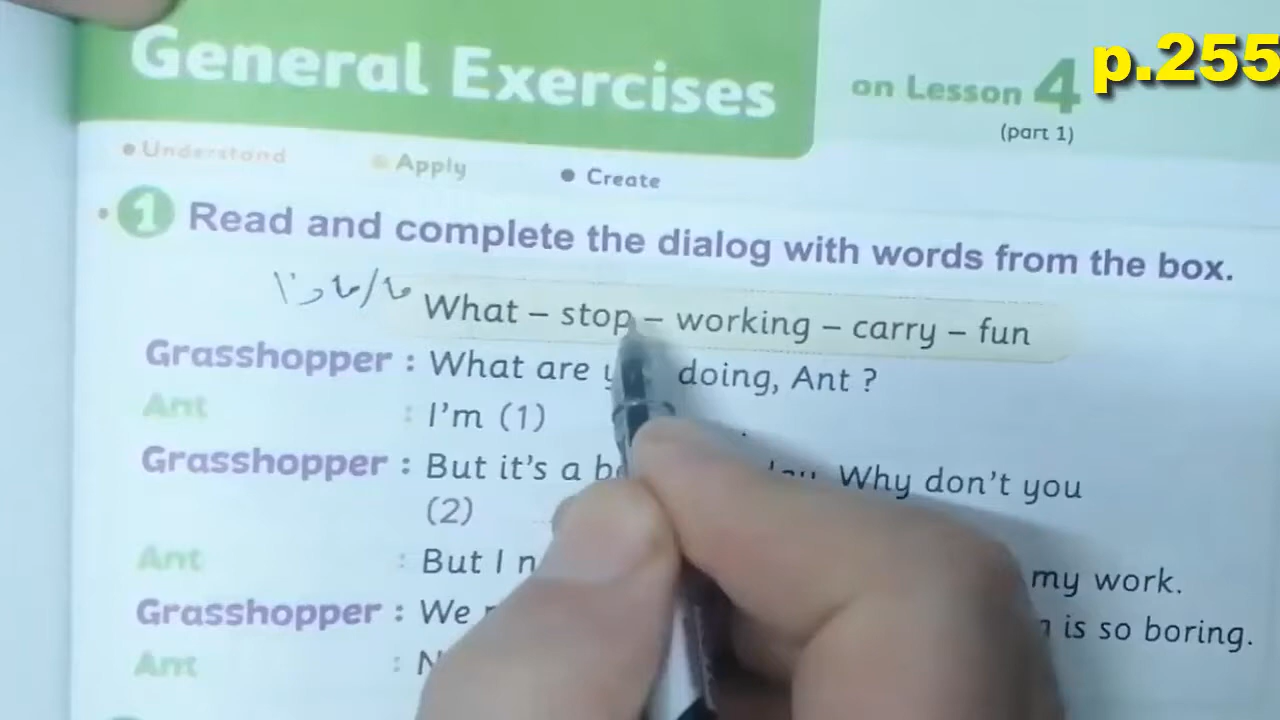 General Exercises
on Lesson 4
p.255
(part 1)
Understand
Apply
Create
1 Read and complete the dialog with words from the box.
What – stop – working – carry – fun
Grasshopper : What are doing, Ant ?
Ant : I'm (1)
Grasshopper : But it's a Why don't you
(2)
Ant : But I my work.
Grasshopper : We is so boring.
Ant :